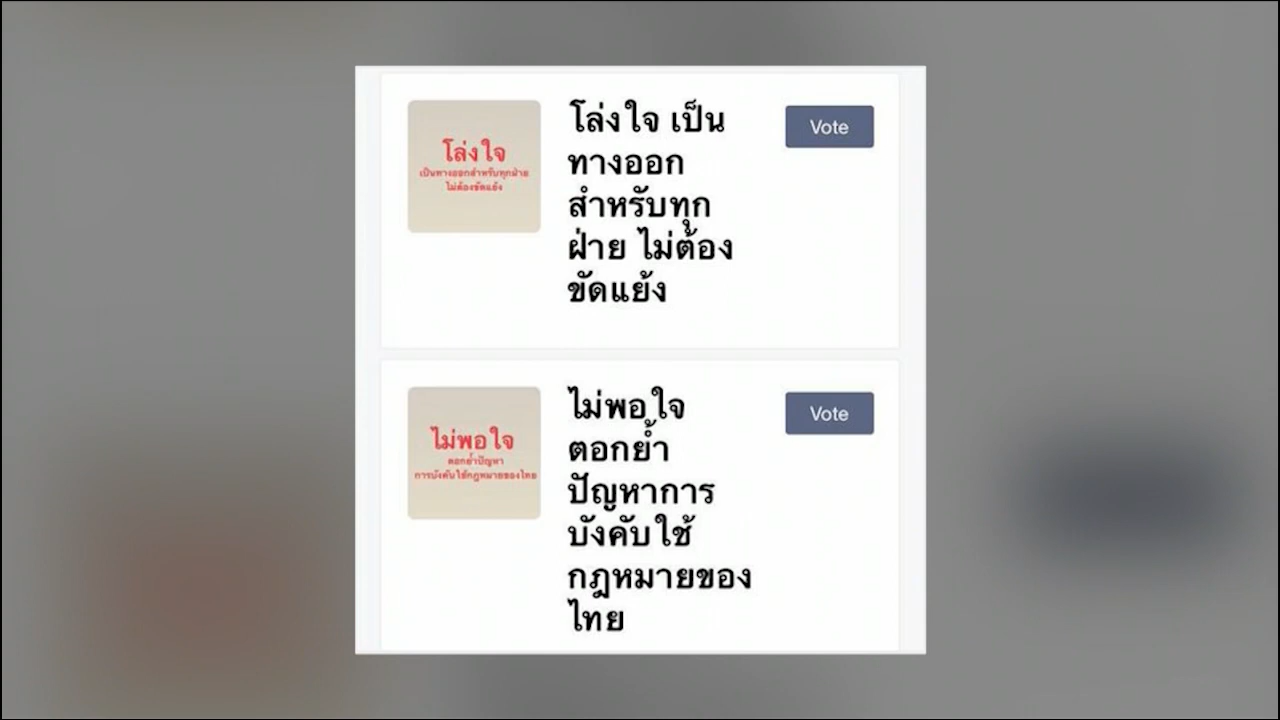 โล่งใจ
เป็นทางออกสำหรับทุกฝ่าย
ไม่ต้องขัดแย้ง
โล่งใจ เป็น
ทางออก
สำหรับทุก
ฝ่าย ไม่ต้อง
ขัดแย้ง
Vote
ไม่พอใจ
ตอกย้ำปัญหา
การบังคับใช้กฎหมายของไทย
ไม่พอใจ
ตอกย้ำ
ปัญหาการ
บังคับใช้
กฎหมายของ
ไทย
Vote